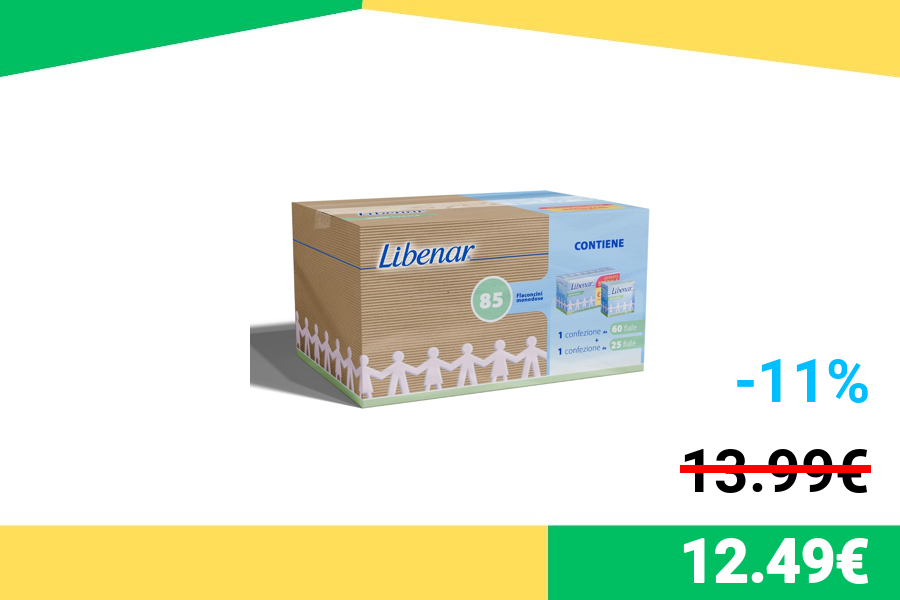 Libenar
Libenar
CONTIENE
Libenar
Libenar
85 Flaconcini
monodose
1 confezione da 60 fiale
+
1 confezione da 25 fiale
-11%
13.99€
12.49€